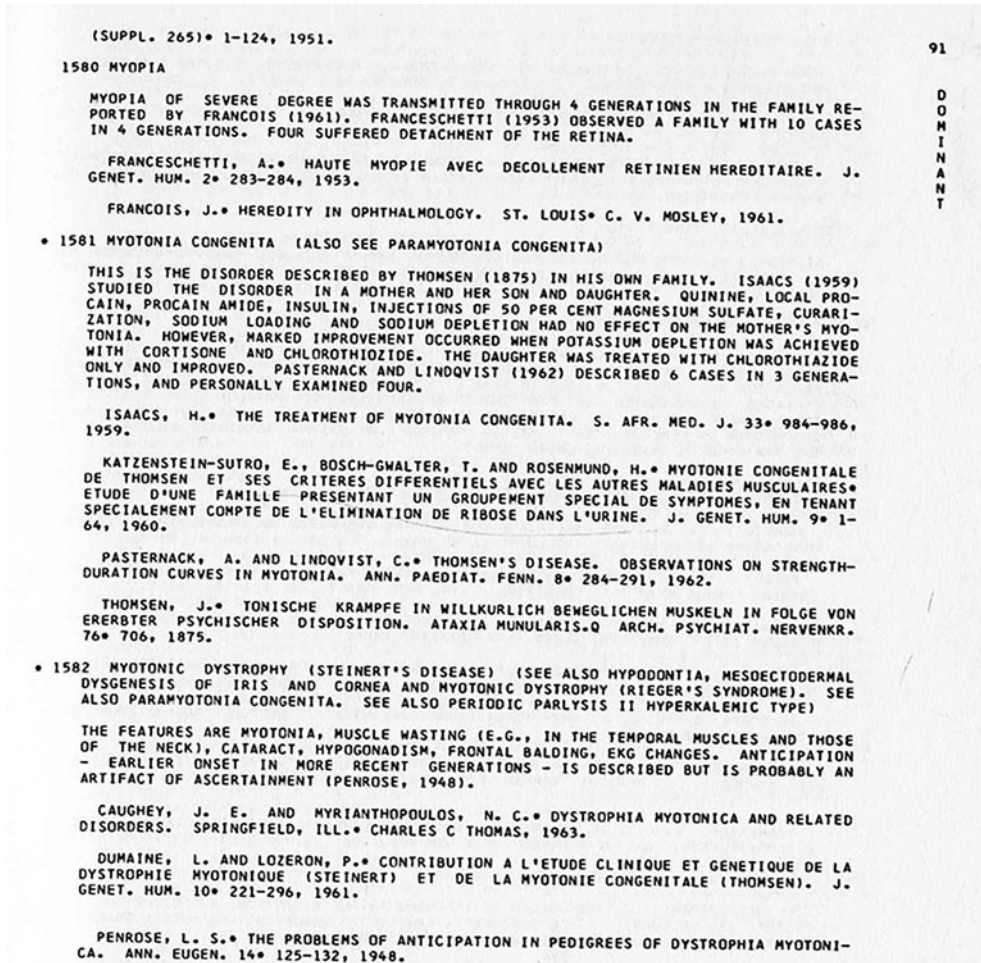 (SUPPL. 265)• 1-124, 1951.
91
1580 MYOPIA
MYOPIA OF SEVERE DEGREE WAS TRANSMITTED THROUGH 4 GENERATIONS IN THE FAMILY RE-
PORTED BY FRANCOIS (1961). FRANCESCHETTI (1953) OBSERVED A FAMILY WITH 10 CASES
IN 4 GENERATIONS. FOUR SUFFERED DETACHMENT OF THE RETINA.
DOMINANT
FRANCESCHETTI, A.• HAUTE MYOPIE AVEC DECOLLEMENT RETINIEN HEREDITAIRE. J.
GENET. HUM. 2• 283-284, 1953.
FRANCOIS, J.• HEREDITY IN OPHTHALMOLOGY. ST. LOUIS• C. V. MOSLEY, 1961.
• 1581 MYOTONIA CONGENITA (ALSO SEE PARAMYOTONIA CONGENITA)
THIS IS THE DISORDER DESCRIBED BY THOMSEN (1875) IN HIS OWN FAMILY. ISAACS (1959)
STUDIED THE DISORDER IN A MOTHER AND HER SON AND DAUGHTER. QUININE, LOCAL PRO-
CAIN, PROCAIN AMIDE, INSULIN, INJECTIONS OF 50 PER CENT MAGNESIUM SULFATE, CURARI-
ZATION, SODIUM LOADING AND SODIUM DEPLETION HAD NO EFFECT ON THE MOTHER'S MYO-
TONIA. HOWEVER, MARKED IMPROVEMENT OCCURRED WHEN POTASSIUM DEPLETION WAS ACHIEVED
WITH CORTISONE AND CHLOROTHIOZIDE. THE DAUGHTER WAS TREATED WITH CHLOROTHIAZIDE
ONLY AND IMPROVED. PASTERNACK AND LINDQVIST (1962) DESCRIBED 6 CASES IN 3 GENERA-
TIONS, AND PERSONALLY EXAMINED FOUR.
ISAACS, H.• THE TREATMENT OF MYOTONIA CONGENITA. S. AFR. MED. J. 33• 984-986,
1959.
KATZENSTEIN-SUTRO, E., BOSCH-GWALTER, T. AND ROSENMUND, H.• MYOTONIE CONGENITALE
DE THOMSEN ET SES CRITERES DIFFERENTIELS AVEC LES AUTRES MALADIES MUSCULAIRES•
ETUDE D'UNE FAMILLE PRESENTANT UN GROUPEMENT SPECIAL DE SYMPTOMES, EN TENANT
SPECIALEMENT COMPTE DE L'ELIMINATION DE RIBOSE DANS L'URINE. J. GENET. HUM. 9• 1-
64, 1960.
PASTERNACK, A. AND LINDQVIST, C.• THOMSEN'S DISEASE. OBSERVATIONS ON STRENGTH-
DURATION CURVES IN MYOTONIA. ANN. PAEDIAT. FENN. 8• 284-291, 1962.
THOMSEN, J.• TONISCHE KRAMPFE IN WILLKURLICH BEWEGLICHEN MUSKELN IN FOLGE VON
ERERBTER PSYCHISCHER DISPOSITION. ATAXIA MUNULARIS.Q ARCH. PSYCHIAT. NERVENKR.
76• 706, 1875.
• 1582 MYOTONIC DYSTROPHY (STEINERT'S DISEASE) (SEE ALSO HYPODONTIA, MESOECTODERMAL
DYSGENESIS OF IRIS AND CORNEA AND MYOTONIC DYSTROPHY (RIEGER'S SYNDROME). SEE
ALSO PARAMYOTONIA CONGENITA. SEE ALSO PERIODIC PARLYSIS II HYPERKALEMIC TYPE)
THE FEATURES ARE MYOTONIA, MUSCLE WASTING (E.G., IN THE TEMPORAL MUSCLES AND THOSE
OF THE NECK), CATARACT, HYPOGONADISM, FRONTAL BALDING, EKG CHANGES. ANTICIPATION
- EARLIER ONSET IN MORE RECENT GENERATIONS - IS DESCRIBED BUT IS PROBABLY AN
ARTIFACT OF ASCERTAINMENT (PENROSE, 1948).
CAUGHEY, J. E. AND MYRIANTHOPOULOS, N. C.• DYSTROPHIA MYOTONICA AND RELATED
DISORDERS. SPRINGFIELD, ILL.• CHARLES C THOMAS, 1963.
DUMAINE, L. AND LOZERON, P.• CONTRIBUTION A L'ETUDE CLINIQUE ET GENETIQUE DE LA
DYSTROPHIE MYOTONIQUE (STEINERT) ET DE LA MYOTONIE CONGENITALE (THOMSEN). J.
GENET. HUM. 10• 221-296, 1961.
PENROSE, L. S.• THE PROBLEMS OF ANTICIPATION IN PEDIGREES OF DYSTROPHIA MYOTONI-
CA. ANN. EUGEN. 14• 125-132, 1948.